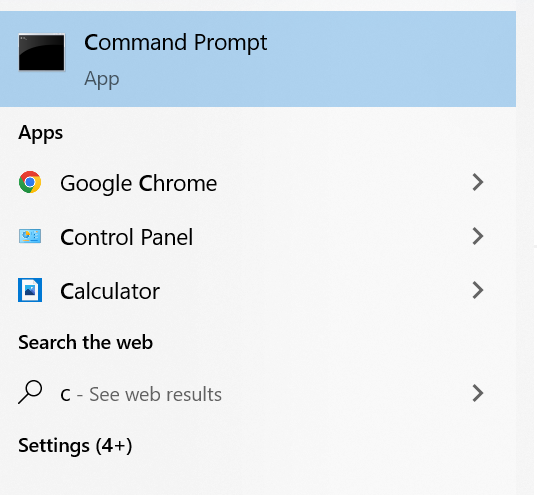 Command Prompt
App
Apps
Google Chrome
Control Panel
Calculator
Search the web
c - See web results
Settings (4+)